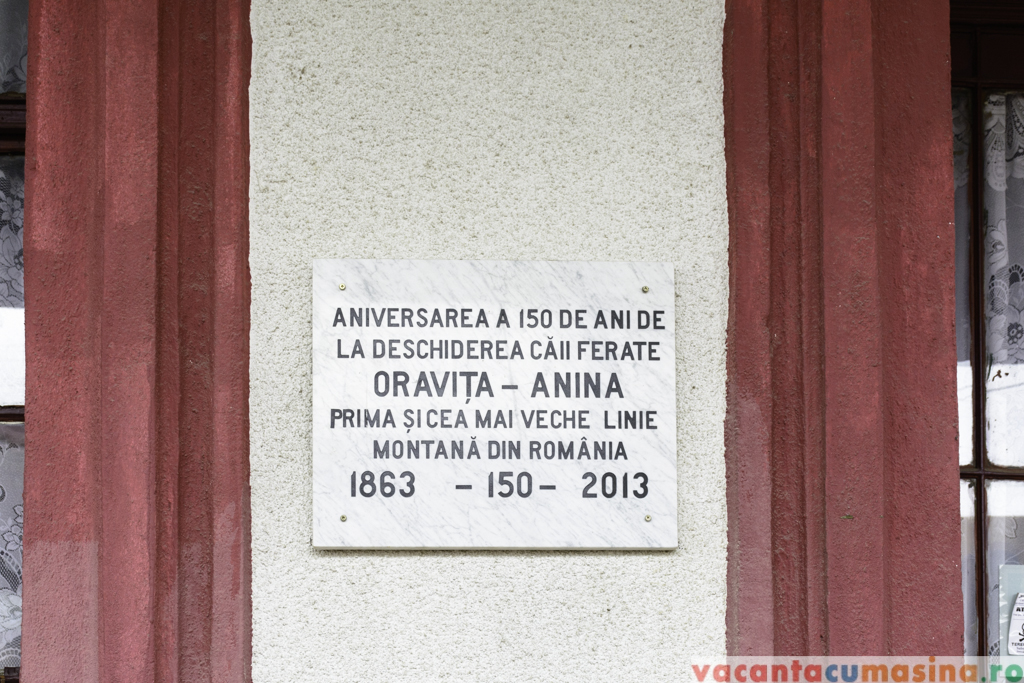 ANIVERSAREA A 150 DE ANI DE
LA DESCHIDEREA CĂII FERATE
ORAVIȚA – ANINA
PRIMA ȘI CEA MAI VECHE LINIE
MONTANĂ DIN ROMÂNIA
1863 – 150 – 2013
vacantacumasina.ro